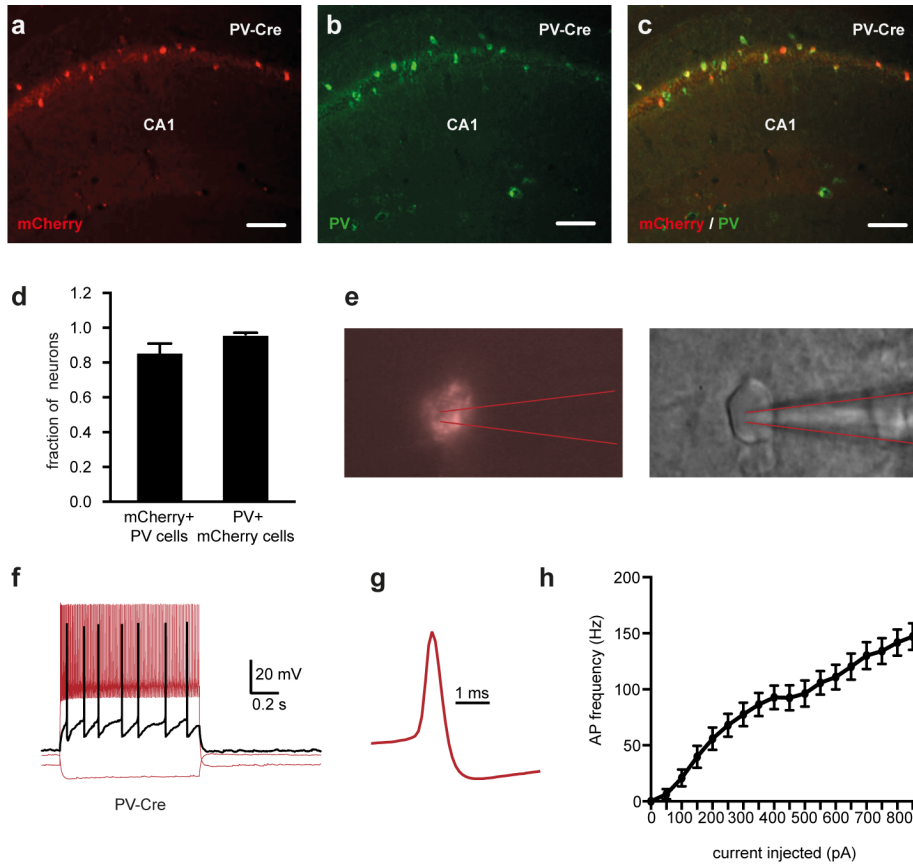 a
PV-Cre
CA1
mCherry
b
PV-Cre
CA1
PV
c
PV-Cre
CA1
mCherry / PV
d
fraction of neurons
1.2
1.0
0.8
0.6
0.4
0.2
0.0
mCherry+
PV cells
PV+
mCherry cells
e
f
20 mV
0.2 s
PV-Cre
g
1 ms
h
AP frequency (Hz)
200
150
100
50
0
0 100 200 300 400 500 600 700 800
current injected (pA)